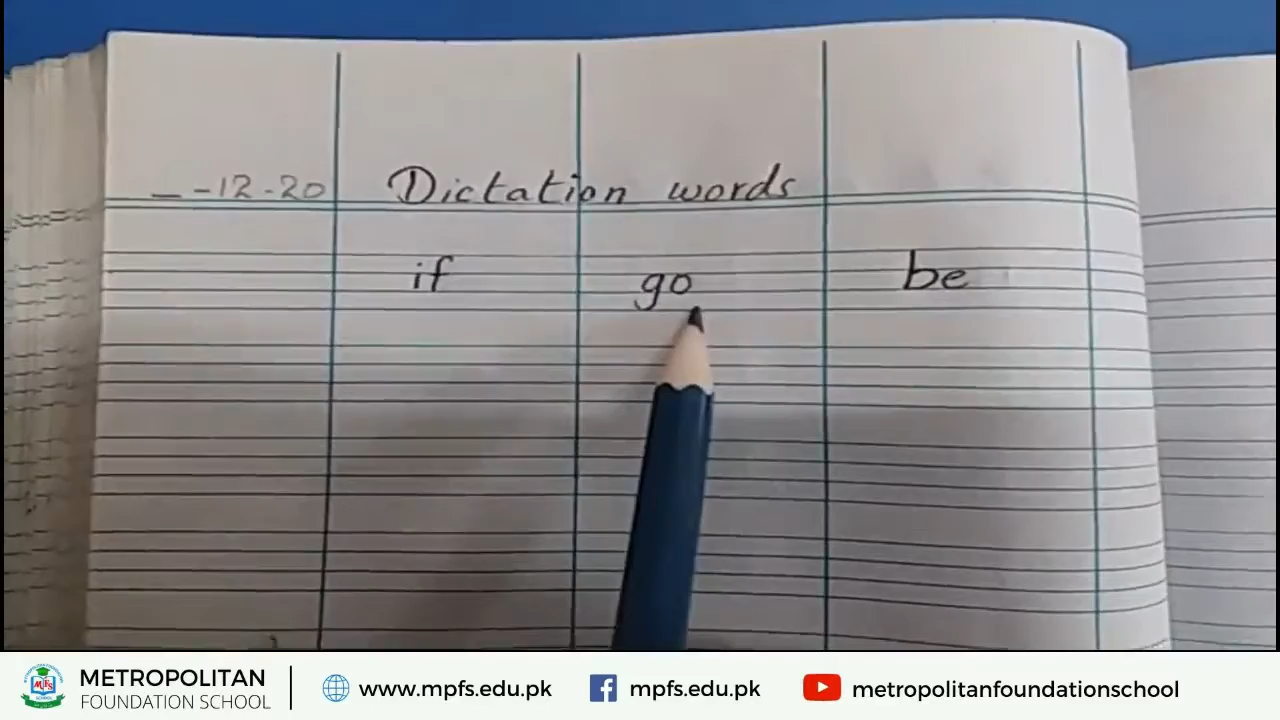 _ -12-20 Dictation words
if go be
METROPOLITAN
FOUNDATION SCHOOL
www.mpfs.edu.pk mpfs.edu.pk metropolitanfoundationschool